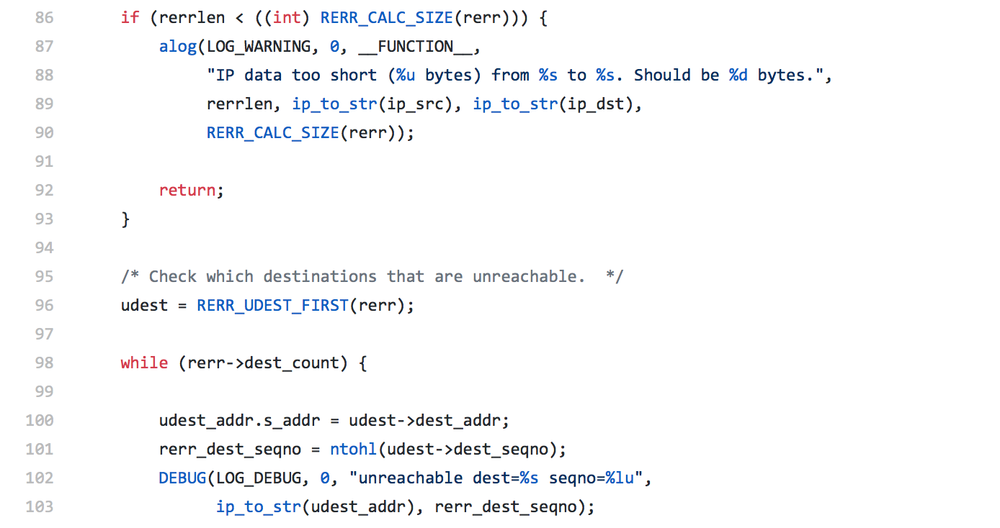 86 if (rerrlen < ((int) RERR_CALC_SIZE(rerr))) {
87 alog(LOG_WARNING, 0, __FUNCTION__,
88 "IP data too short (%u bytes) from %s to %s. Should be %d bytes.",
89 rerrlen, ip_to_str(ip_src), ip_to_str(ip_dst),
90 RERR_CALC_SIZE(rerr));
91
92 return;
93 }
94
95 /* Check which destinations that are unreachable.  */
96 udest = RERR_UDEST_FIRST(rerr);
97
98 while (rerr->dest_count) {
99
100 udest_addr.s_addr = udest->dest_addr;
101 rerr_dest_seqno = ntohl(udest->dest_seqno);
102 DEBUG(LOG_DEBUG, 0, "unreachable dest=%s seqno=%lu",
103 ip_to_str(udest_addr), rerr_dest_seqno);